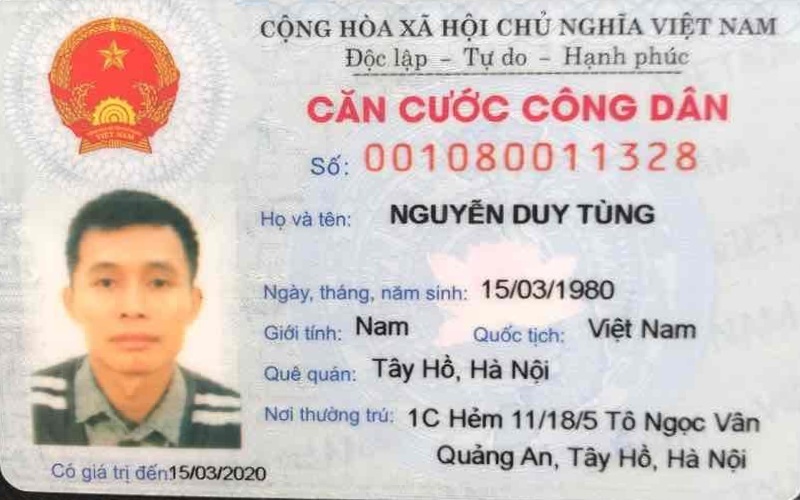 CỘNG HÒA XÃ HỘI CHỦ NGHĨA VIỆT NAM
Độc lập – Tự do – Hạnh phúc
CĂN CƯỚC CÔNG DÂN
Số: 001080011328
Họ và tên: NGUYỄN DUY TÙNG
Ngày, tháng, năm sinh: 15/03/1980
Giới tính: Nam Quốc tịch: Việt Nam
Quê quán: Tây Hồ, Hà Nội
Nơi thường trú: 1C Hẻm 11/18/5 Tô Ngọc Vân
Quảng An, Tây Hồ, Hà Nội
Có giá trị đến: 15/03/2020